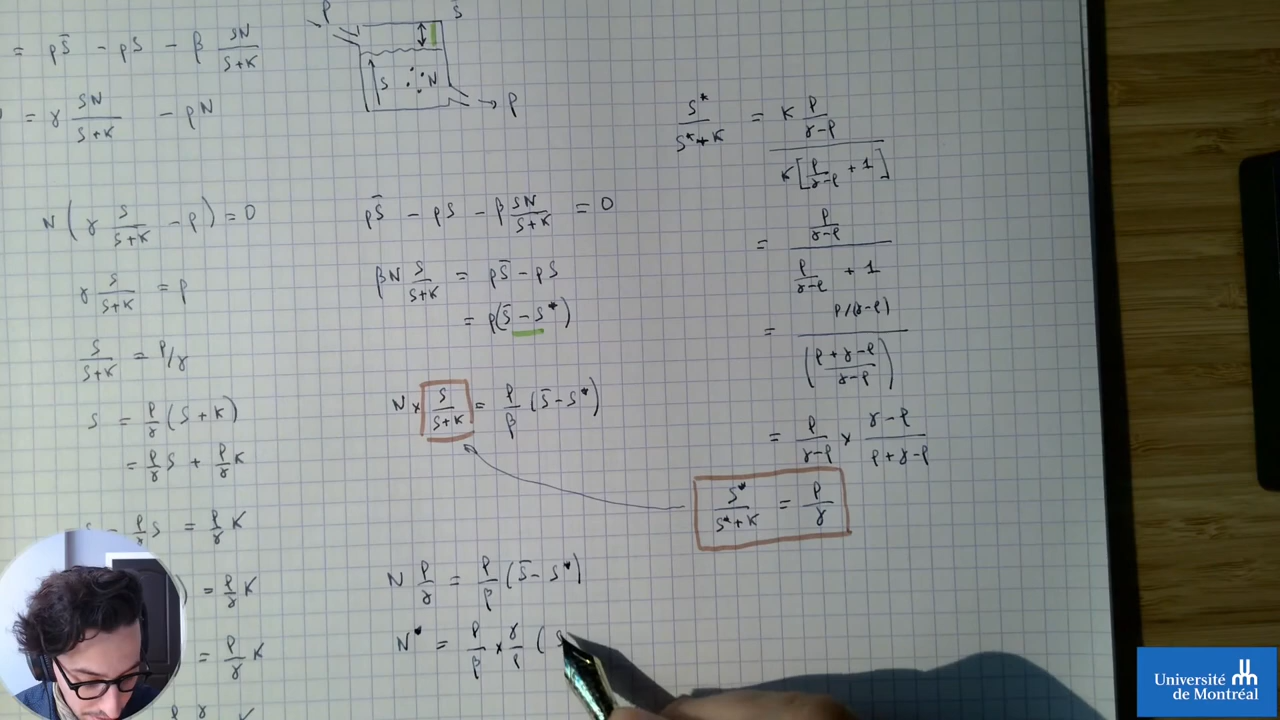 = ρS̄ - ρS - β SN/(S+K)
= γ SN/(S+K) - ρN
ρ S̄
S N
→ ρ
N(γ S/(S+K) - ρ) = 0
γ S/(S+K) = ρ
S/(S+K) = ρ/γ
S = ρ/γ (S+K)
= ρ/γ S + ρ/γ K
ρ/γ S = ρ/γ K
) = ρ/γ K
= ρ/γ K
ρS̄ - ρS - β SN/(S+K) = 0
βN S/(S+K) = ρS̄ - ρS
= ρ(S̄ - S*)
N × S/(S+K) = ρ/β (S̄ - S*)
N ρ/γ = ρ/β (S̄ - S*)
N* = ρ/β × γ/ρ (S
S*/(S*+K) = K ρ/(γ-ρ) / K[ρ/(γ-ρ) + 1]
= ρ/(γ-ρ) / ρ/(γ-ρ) + 1
= ρ/(γ-ρ) / ((ρ+γ-ρ)/(γ-ρ))
= ρ/(γ-ρ) × (γ-ρ)/(ρ+γ-ρ)
S*/(S*+K) = ρ/γ
Université
de Montréal